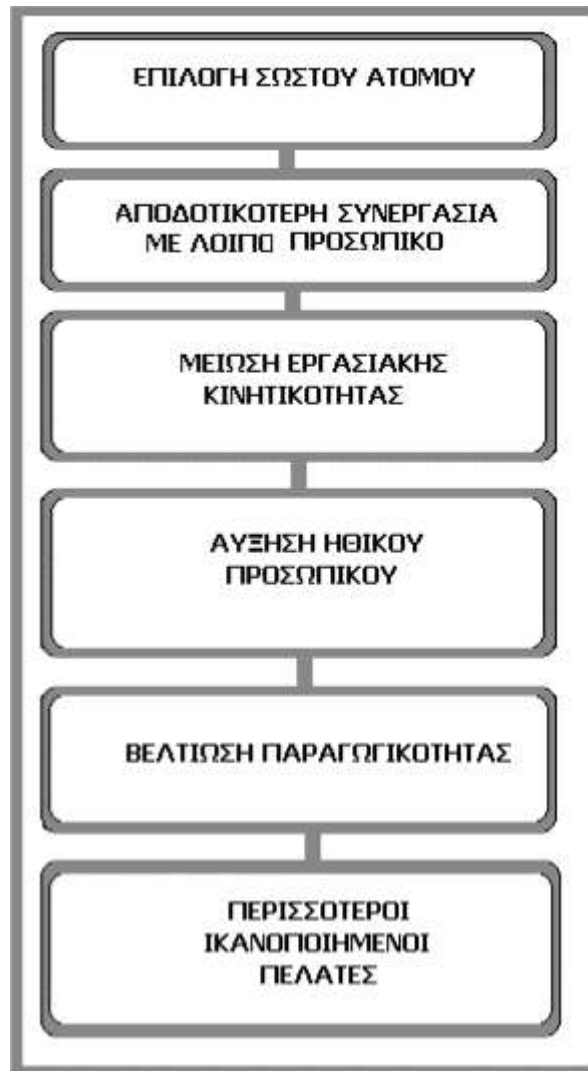 ΕΠΙΛΟΓΗ ΣΩΣΤΟΥ ΑΤΟΜΟΥ
ΑΠΟΔΟΤΙΚΟΤΕΡΗ ΣΥΝΕΡΓΑΣΙΑ
ΜΕ ΛΟΙΠΟ ΠΡΟΣΩΠΙΚΟ
ΜΕΙΩΣΗ ΕΡΓΑΣΙΑΚΗΣ
ΚΙΝΗΤΙΚΟΤΗΤΑΣ
ΑΥΞΗΣΗ ΗΘΙΚΟΥ
ΠΡΟΣΩΠΙΚΟΥ
ΒΕΛΤΙΩΣΗ ΠΑΡΑΓΩΓΙΚΟΤΗΤΑΣ
ΠΕΡΙΣΣΟΤΕΡΟΙ
ΙΚΑΝΟΠΟΙΗΜΕΝΟΙ
ΠΕΛΑΤΕΣ